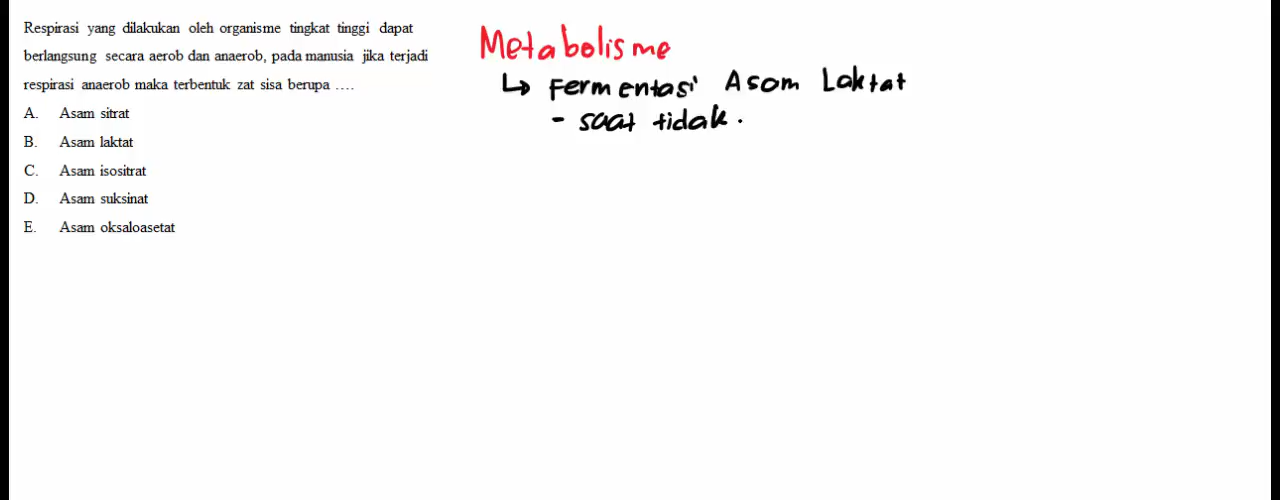 Respirasi yang dilakukan oleh organisme tingkat tinggi dapat
berlangsung secara aerob dan anaerob, pada manusia jika terjadi
respirasi anaerob maka terbentuk zat sisa berupa ….
A. Asam sitrat
B. Asam laktat
C. Asam isositrat
D. Asam suksinat
E. Asam oksaloasetat
Metabolisme
↳ Fermentasi Asam Laktat
- saat tidak.